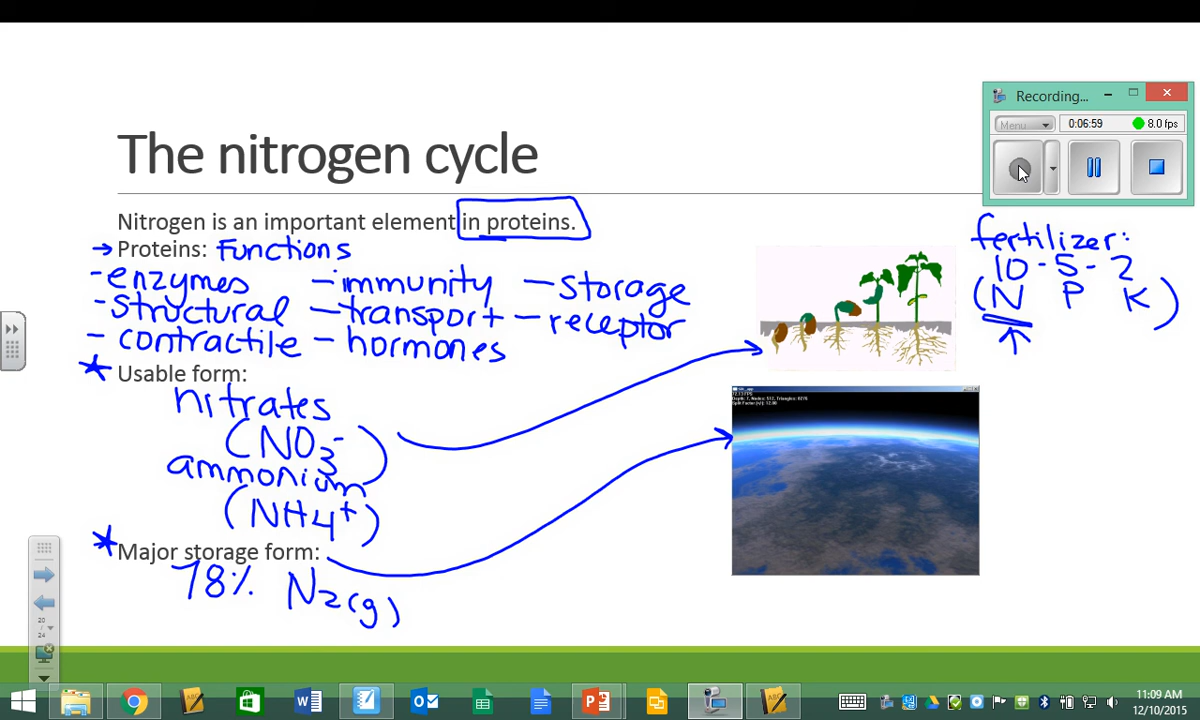 Recording...
Menu
0:06:59
8.0 fps
The nitrogen cycle
Nitrogen is an important element in proteins.
→ Proteins: Functions
- enzymes - immunity - storage
- structural - transport - receptor
- contractile - hormones
fertilizer:
10 - 5 - 2
(N P K)
* Usable form:
nitrates
(NO3-)
ammonium
(NH4+)
* Major storage form:
78% N2(g)
20
/
24
11:09 AM
12/10/2015